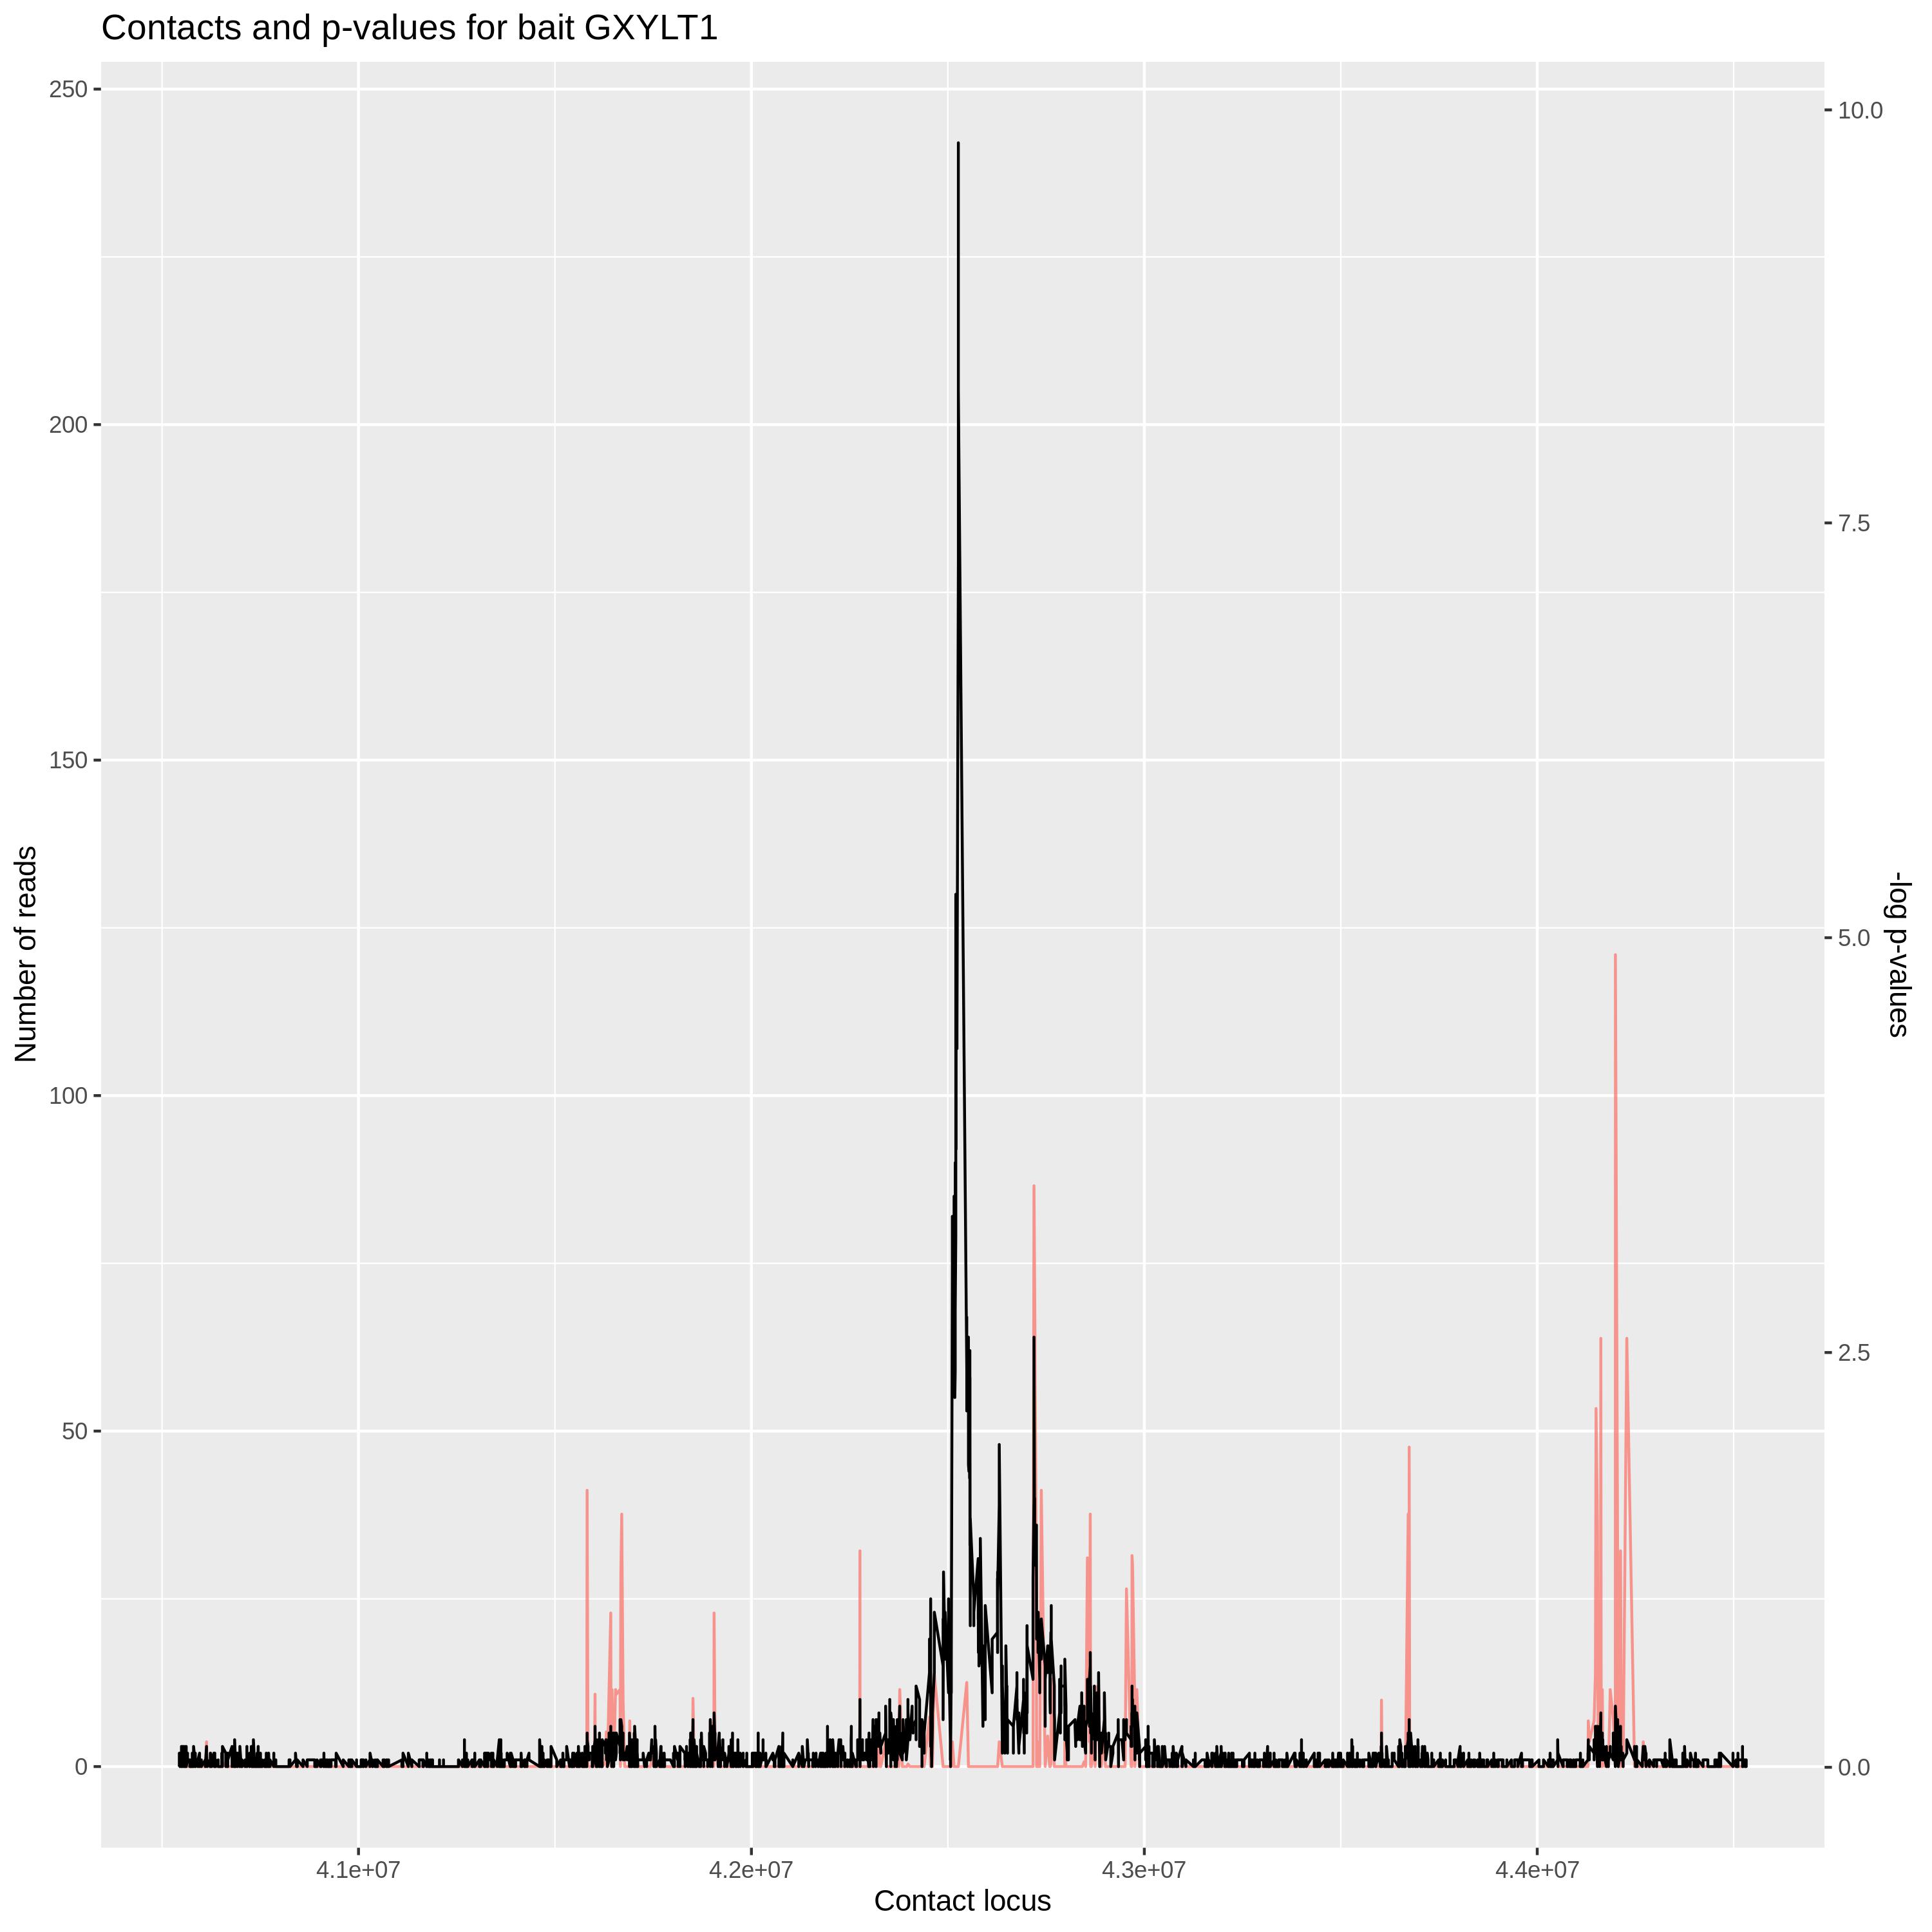 Contacts and p-values for bait GXYLT1
250
200
150
100
50
0
Number of reads
10.0
7.5
5.0
2.5
0.0
-log p-values
4.1e+07
4.2e+07
4.3e+07
4.4e+07
Contact locus